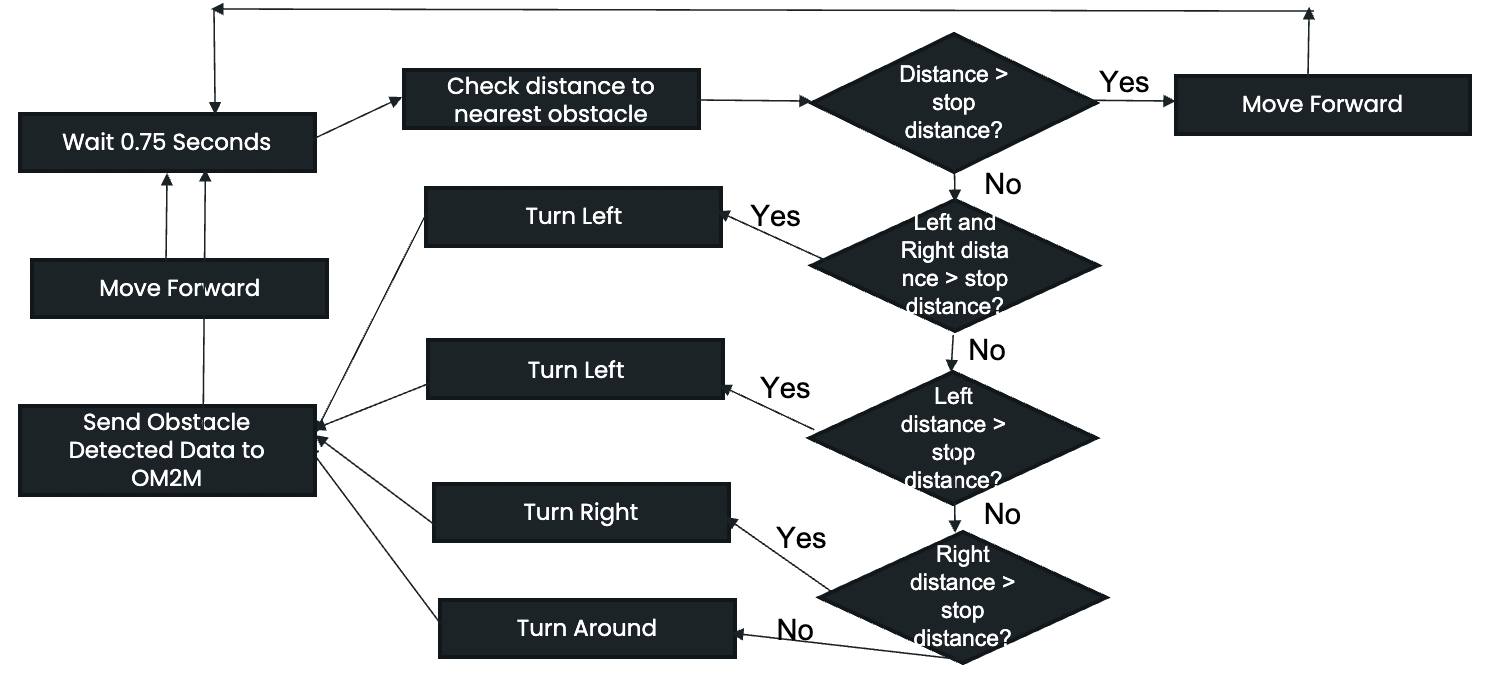 Wait 0.75 Seconds
Check distance to
nearest obstacle
Distance >
stop
distance?
Yes
Move Forward
No
Left and
Right dista
nce > stop
distance?
Yes
Turn Left
No
Left
distance >
stop
distance?
Yes
Turn Left
No
Right
distance >
stop
distance?
Yes
Turn Right
No
Turn Around
Send Obstacle
Detected Data to
OM2M
Move Forward